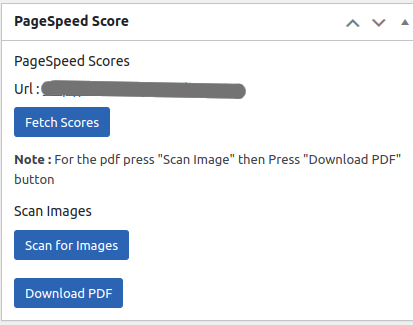 PageSpeed Score
PageSpeed Scores
Url :
Fetch Scores
Note : For the pdf press "Scan Image" then Press "Download PDF"
button
Scan Images
Scan for Images
Download PDF